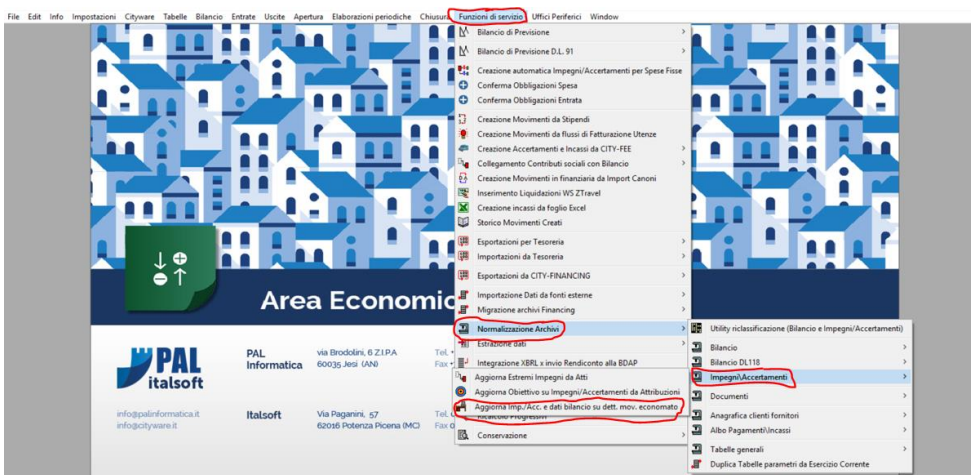 File Edit Info Impostazioni Cityware Tabelle Bilancio Entrate Uscite Apertura Elaborazioni periodiche Chiusura Funzioni di servizio Uffici Periferici Window
Bilancio di Previsione
Bilancio di Previsione D.L. 91
Creazione automatica Impegni/Accertamenti per Spese Fisse
Conferma Obbligazioni Spesa
Conferma Obbligazioni Entrata
Creazione Movimenti da Stipendi
Creazione Movimenti da flussi di Fatturazione Utenze
Creazione Accertamenti e Incassi da CITY-FEE
Collegamento Contributi sociali con Bilancio
Creazione Movimenti in finanziaria da Import Canoni
Inserimento Liquidazioni WS ZTravel
Creazione incassi da foglio Excel
Storico Movimenti Creati
Esportazioni per Tesoreria
Importazioni da Tesoreria
Esportazioni da CITY-FINANCING
Importazione Dati da fonti esterne
Migrazione archivi Financing
Normalizzazione Archivi
Estrazione dati
Integrazione XBRL x invio Rendiconto alla BDAP
Aggiorna Estremi Impegni da Atti
Aggiorna Obiettivo su Impegni/Accertamenti da Attribuzioni
Aggiorna Imp./Acc. e dati bilancio su dett. mov. economato
Ricalcolo Progressivi
Conservazione
Utility riclassificazione (Bilancio e Impegni/Accertamenti)
Bilancio
Bilancio DL118
Impegni\Accertamenti
Documenti
Anagrafica clienti fornitori
Albo Pagamenti\Incassi
Tabelle generali
Duplica Tabelle parametri da Esercizio Corrente
Area Economic
PAL
italsoft
PAL Informatica
via Brodolini, 6 Z.I.P.A
60035 Jesi (AN)
Tel.
Fax
info@palinformatica.it
info@cityware.it
Italsoft
Via Paganini, 57
62016 Potenza Picena (MC)
Tel.
Fax